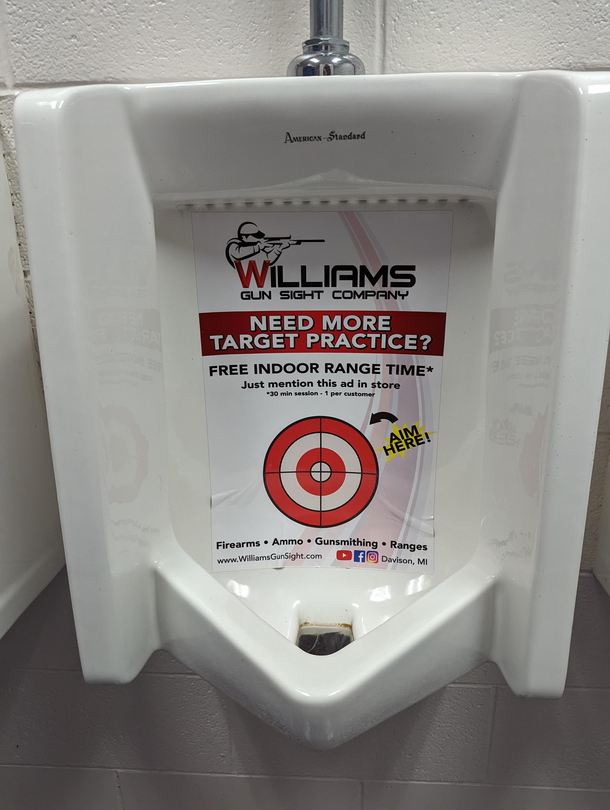 American-Standard
WILLIAMS
GUN SIGHT COMPANY
NEED MORE
TARGET PRACTICE?
FREE INDOOR RANGE TIME*
Just mention this ad in store
*30 min session - 1 per customer
AIM
HERE!
Firearms • Ammo • Gunsmithing • Ranges
www.WilliamsGunSight.com
Davison, MI